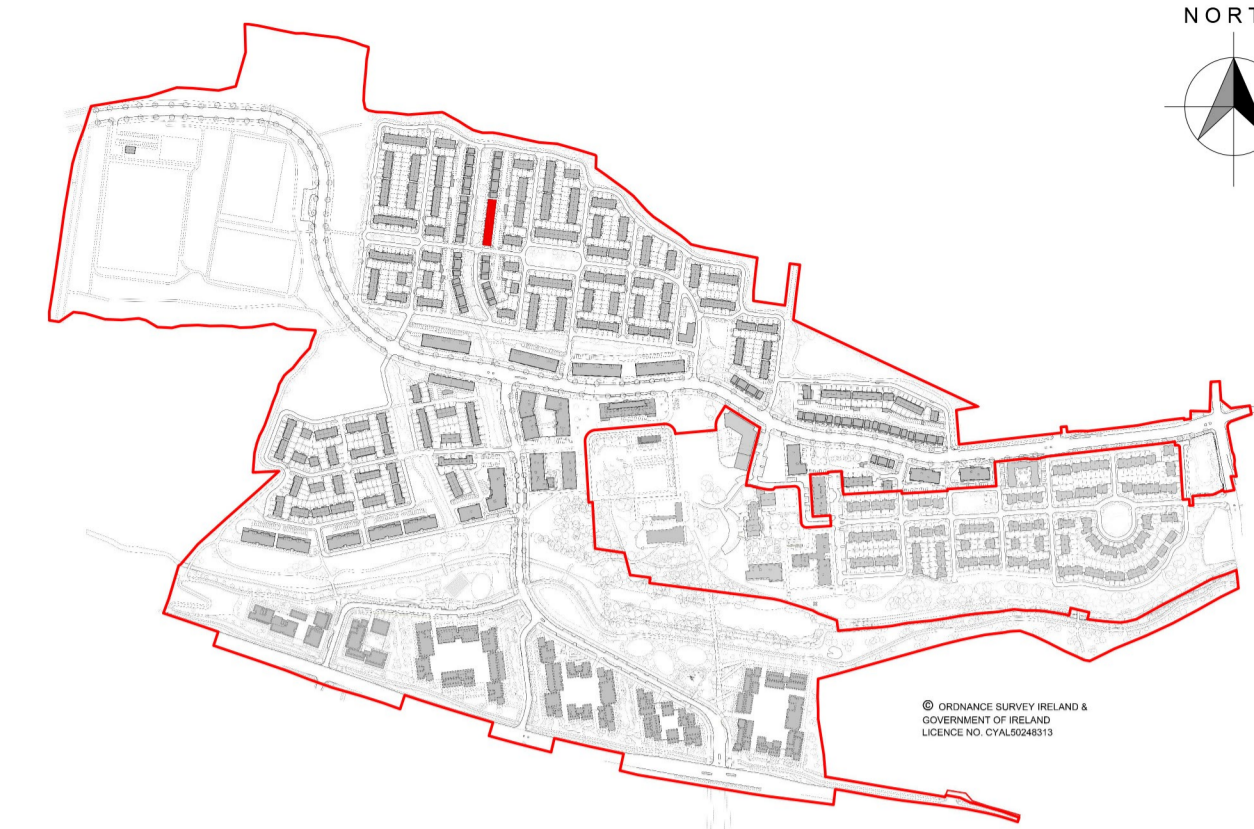 NORT
© ORDNANCE SURVEY IRELAND &
GOVERNMENT OF IRELAND
LICENCE NO. CYAL50248313